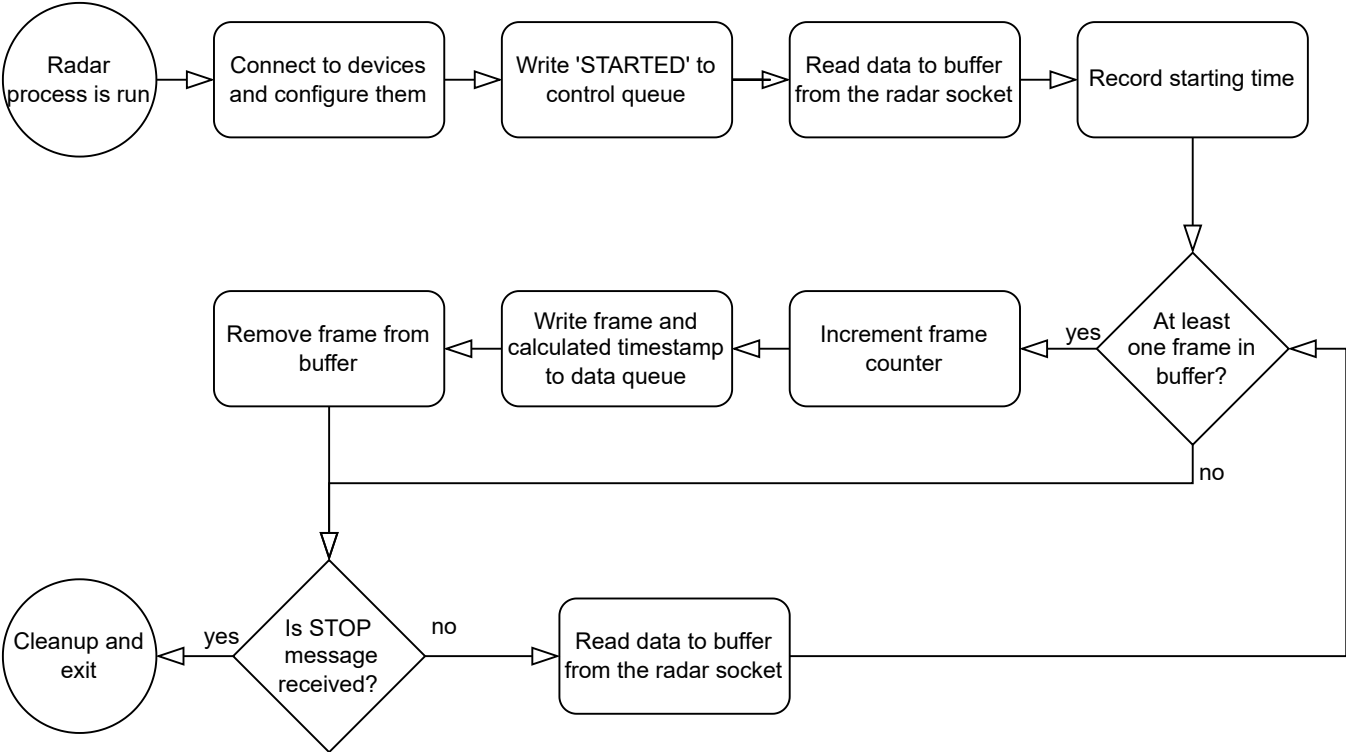 Radar
process is run
Connect to devices
and configure them
Write 'STARTED' to
control queue
Read data to buffer
from the radar socket
Record starting time
At least
one frame in
buffer?
yes
no
Increment frame
counter
Write frame and
calculated timestamp
to data queue
Remove frame from
buffer
Is STOP
message
received?
yes
no
Cleanup and
exit
Read data to buffer
from the radar socket